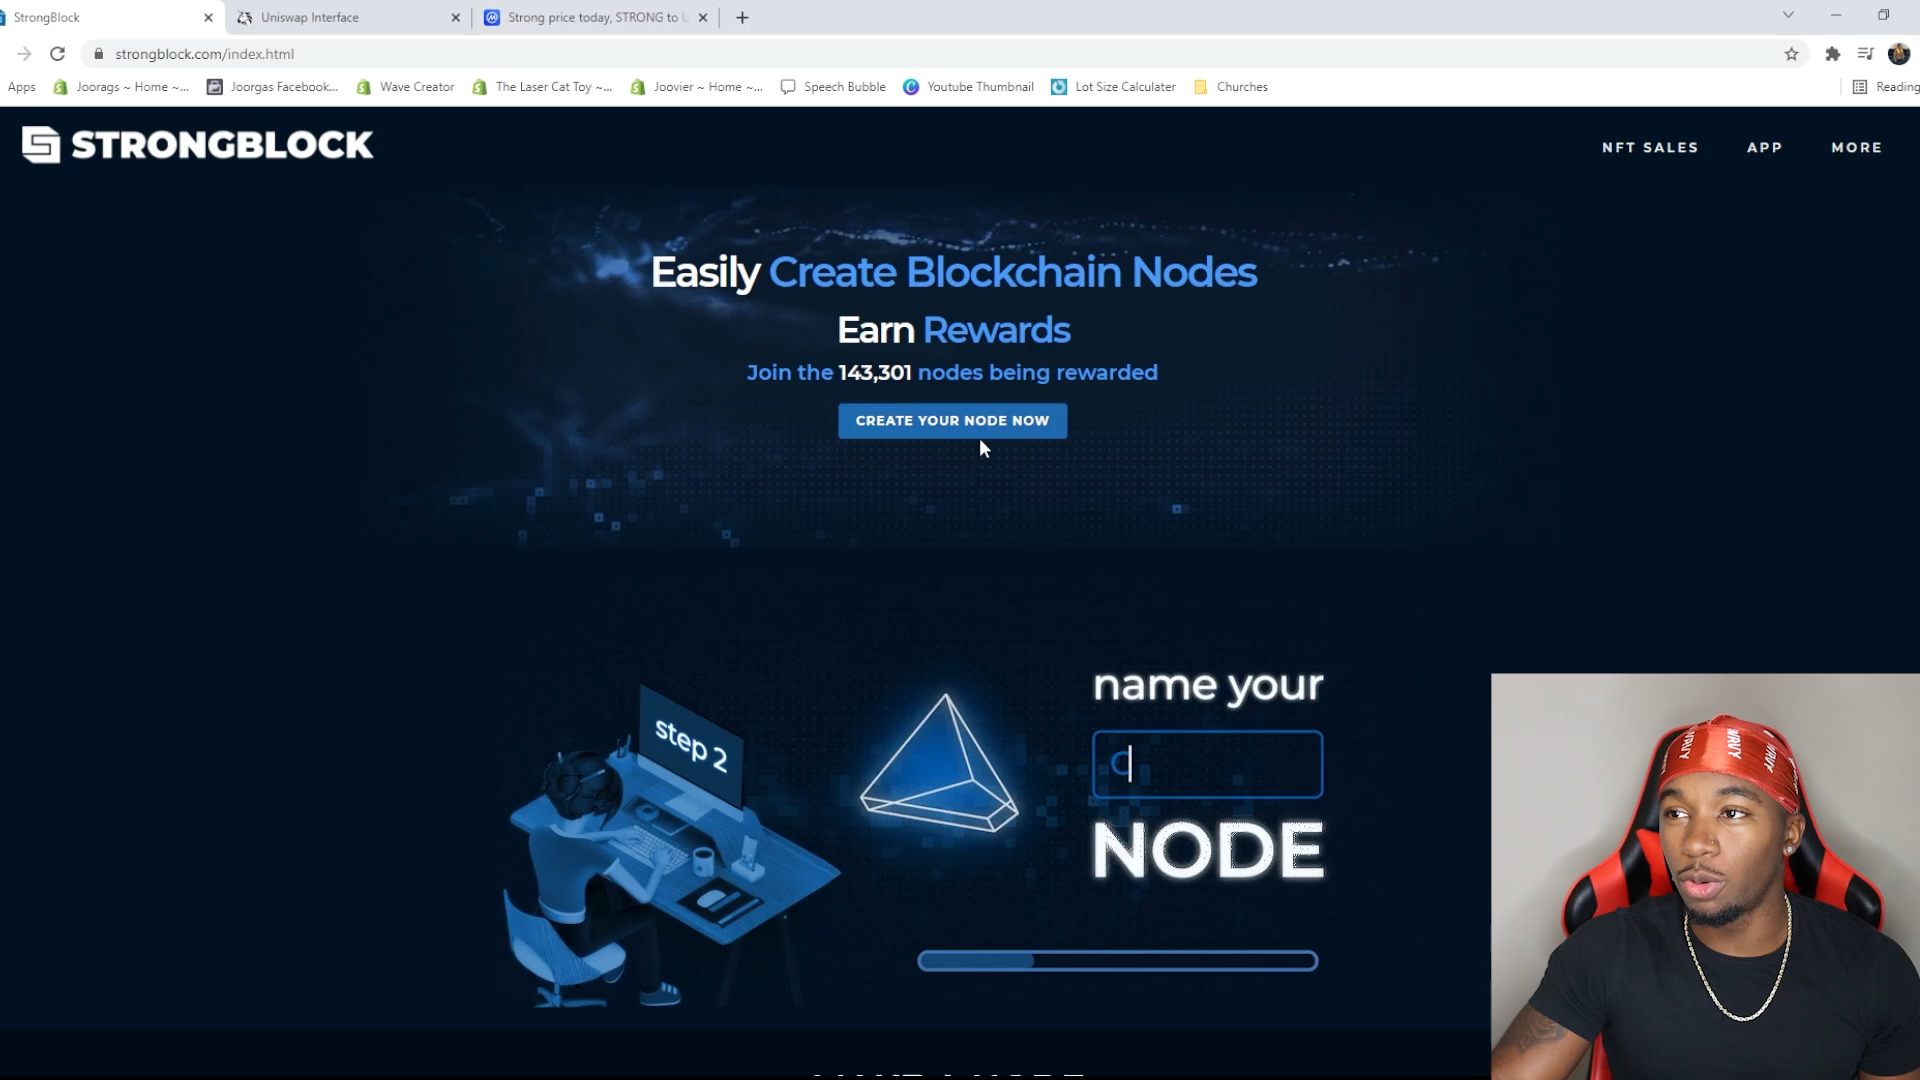 StrongBlock
Uniswap Interface
Strong price today, STRONG to U
strongblock.com/index.html
Apps
Joorags ~ Home ~...
Joorgas Facebook...
Wave Creator
The Laser Cat Toy ~...
Joovier ~ Home ~...
Speech Bubble
Youtube Thumbnail
Lot Size Calculater
Churches
Reading
STRONGBLOCK
NFT SALES
APP
MORE
Easily Create Blockchain Nodes
Earn Rewards
Join the 143,301 nodes being rewarded
CREATE YOUR NODE NOW
step 2
name your
C
NODE
WAVY
WAVY